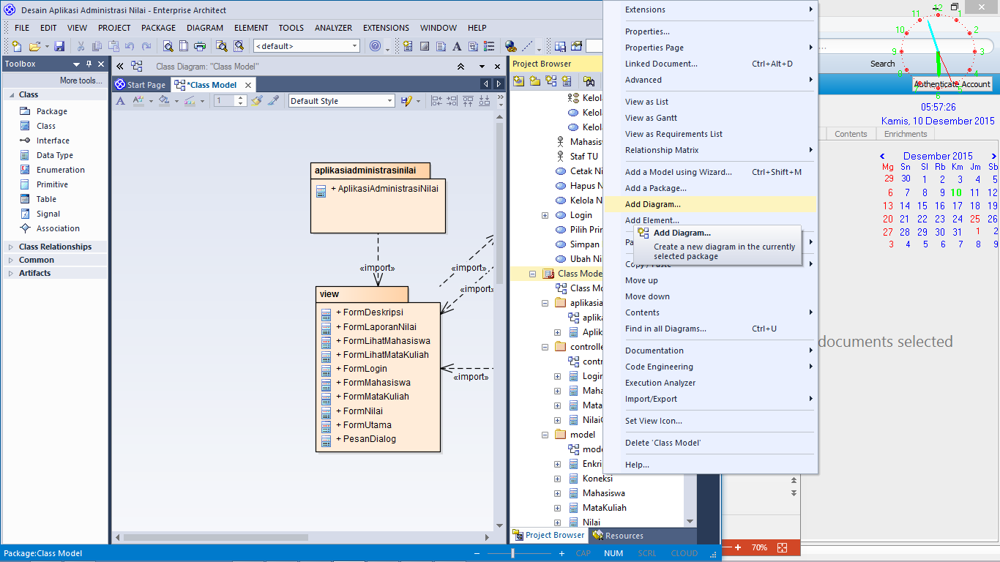 Desain Aplikasi Administrasi Nilai - Enterprise Architect
FILE EDIT VIEW PROJECT PACKAGE DIAGRAM ELEMENT TOOLS ANALYZER EXTENSIONS WINDOW HELP
<default>
Toolbox
More tools...
Class
Package
Class
Interface
Data Type
Enumeration
Primitive
Table
Signal
Association
Class Relationships
Common
Artifacts
Class Diagram: "Class Model"
Start Page
*Class Model
1
Default Style
aplikasiadministrasinilai
+ AplikasiAdministrasiNilai
«import»
«import»
«import»
view
+ FormDeskripsi
+ FormLaporanNilai
+ FormLihatMahasiswa
+ FormLihatMataKuliah
+ FormLogin
+ FormMahasiswa
+ FormMataKuliah
+ FormNilai
+ FormUtama
+ PesanDialog
«import»
Project Browser
Kelola
Kelola
Kelola
Mahasis
Staf TU
Cetak Ni
Hapus N
Kelola N
Login
Pilih Prin
Simpan
Ubah Ni
Class Mode
Class Mo
aplikasia
aplika
Aplik
controlle
contr
Login
Maha
Mata
Nilai
model
mode
Enkri
Koneksi
Mahasiswa
MataKuliah
Nilai
Project Browser
Resources
Extensions
Properties...
Properties Page
Linked Document... Ctrl+Alt+D
Advanced
View as List
View as Gantt
View as Requirements List
Relationship Matrix
Add a Model using Wizard... Ctrl+Shift+M
Add a Package...
Add Diagram...
Add Element...
Pa
Add Diagram...
Create a new diagram in the currently
selected package
Copy / Paste
Move up
Move down
Contents
Find in all Diagrams... Ctrl+U
Documentation
Code Engineering
Execution Analyzer
Import/Export
Set View Icon...
Delete 'Class Model'
Help...
12
11 1
10 2
9 3
8 4
7 5
6
Search
Authenticate Account
05:57:26
Kamis, 10 Desember 2015
Contents Enrichments
Desember 2015
Mg Sn Sl Rb Km Jm Sb
29 30 1 2 3 4 5
6 7 8 9 10 11 12
13 14 15 16 17 18 19
20 21 22 23 24 25 26
27 28 29 30 31 1 2
3 4 5 6 7 8 9
documents selected
70%
Package:Class Model
CAP NUM SCRL CLOUD